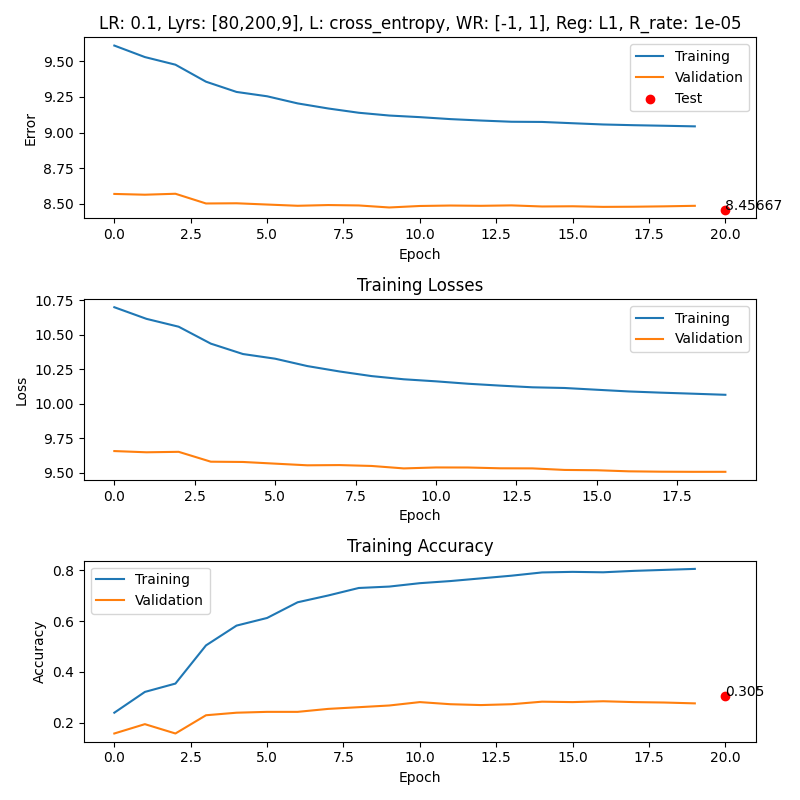 LR: 0.1, Lyrs: [80,200,9], L: cross_entropy, WR: [-1, 1], Reg: L1, R_rate: 1e-05
9.50
9.25
9.00
8.75
8.50
Error
Training
Validation
Test
8.45667
0.0
2.5
5.0
7.5
10.0
12.5
15.0
17.5
20.0
Epoch
Training Losses
10.75
10.50
10.25
10.00
9.75
9.50
Loss
Training
Validation
0.0
2.5
5.0
7.5
10.0
12.5
15.0
17.5
Epoch
Training Accuracy
0.8
0.6
0.4
0.2
Accuracy
Training
Validation
0.305
0.0
2.5
5.0
7.5
10.0
12.5
15.0
17.5
20.0
Epoch